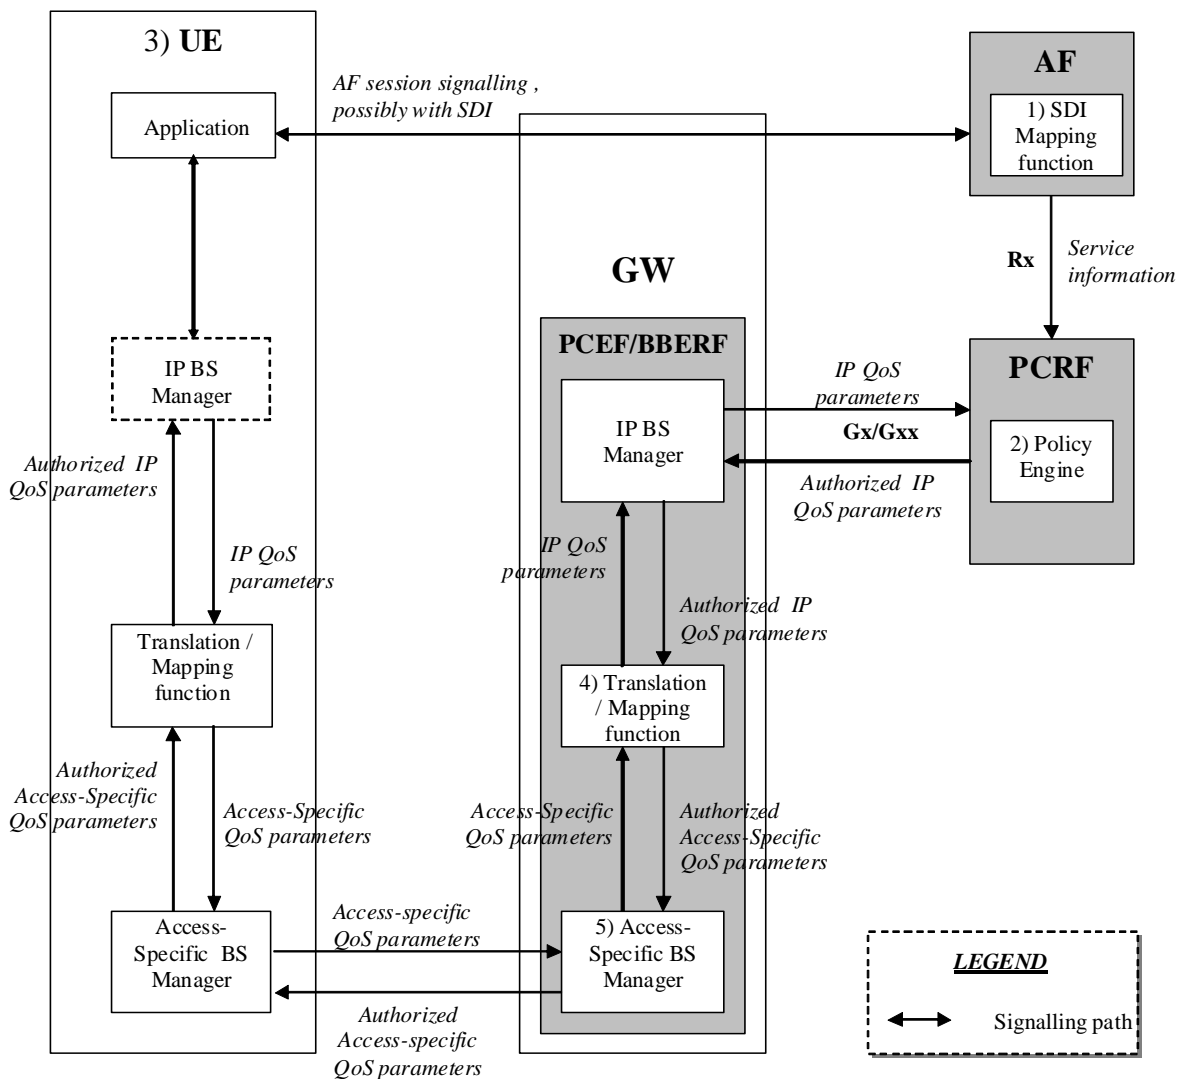 3) UE
Application
AF session signalling ,
possibly with SDI
AF
1) SDI
Mapping
function
Rx
Service
information
GW
PCEF/BBERF
IP BS
Manager
IP BS
Manager
IP QoS
parameters
Gx/Gxx
Authorized IP
QoS parameters
PCRF
2) Policy
Engine
Authorized IP
QoS parameters
IP QoS
parameters
IP QoS
parameters
Authorized IP
QoS parameters
Translation /
Mapping
function
4) Translation
/ Mapping
function
Authorized
Access-Specific
QoS parameters
Access-Specific
QoS parameters
Access-Specific
QoS parameters
Authorized
Access-Specific
QoS parameters
Access-
Specific BS
Manager
Access-specific
QoS parameters
5) Access-
Specific BS
Manager
Authorized
Access-specific
QoS parameters
LEGEND
Signalling path